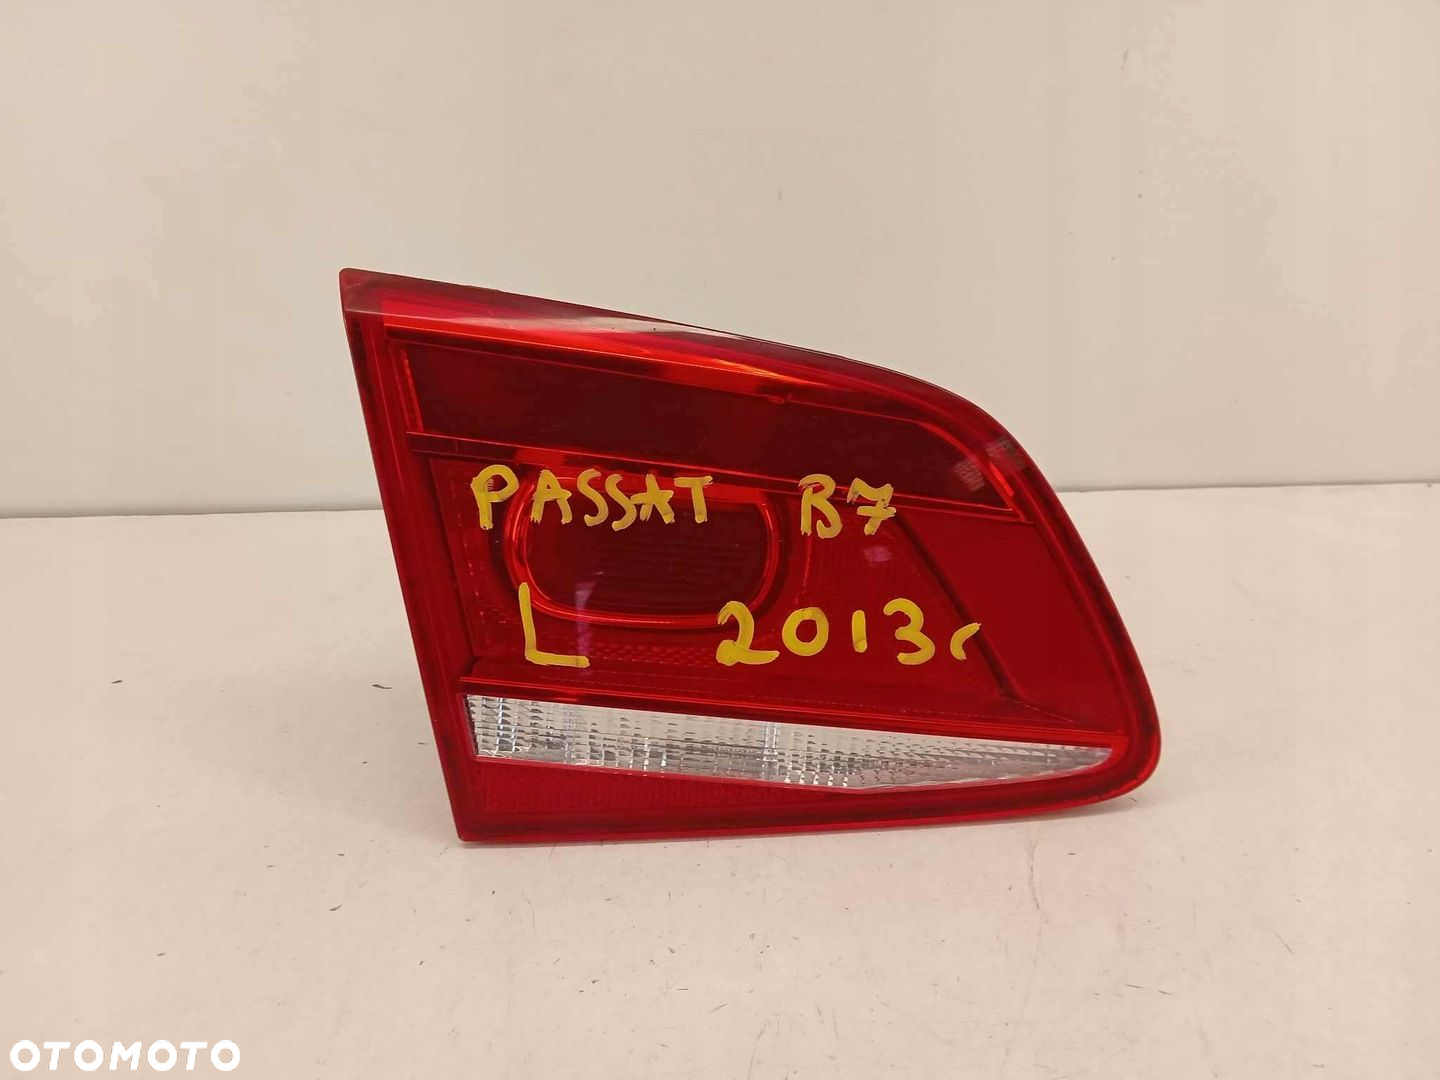 PASSAT B7
L 2013r
OTOMOTO